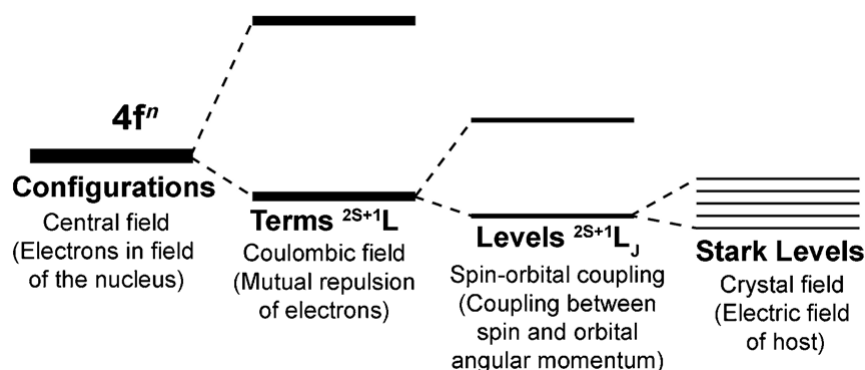 4fⁿ
Configurations
Central field
(Electrons in field
of the nucleus)
Terms ²ˢ⁺¹L
Coulombic field
(Mutual repulsion
of electrons)
Levels ²ˢ⁺¹L_J
Spin-orbital coupling
(Coupling between
spin and orbital
angular momentum)
Stark Levels
Crystal field
(Electric field
of host)